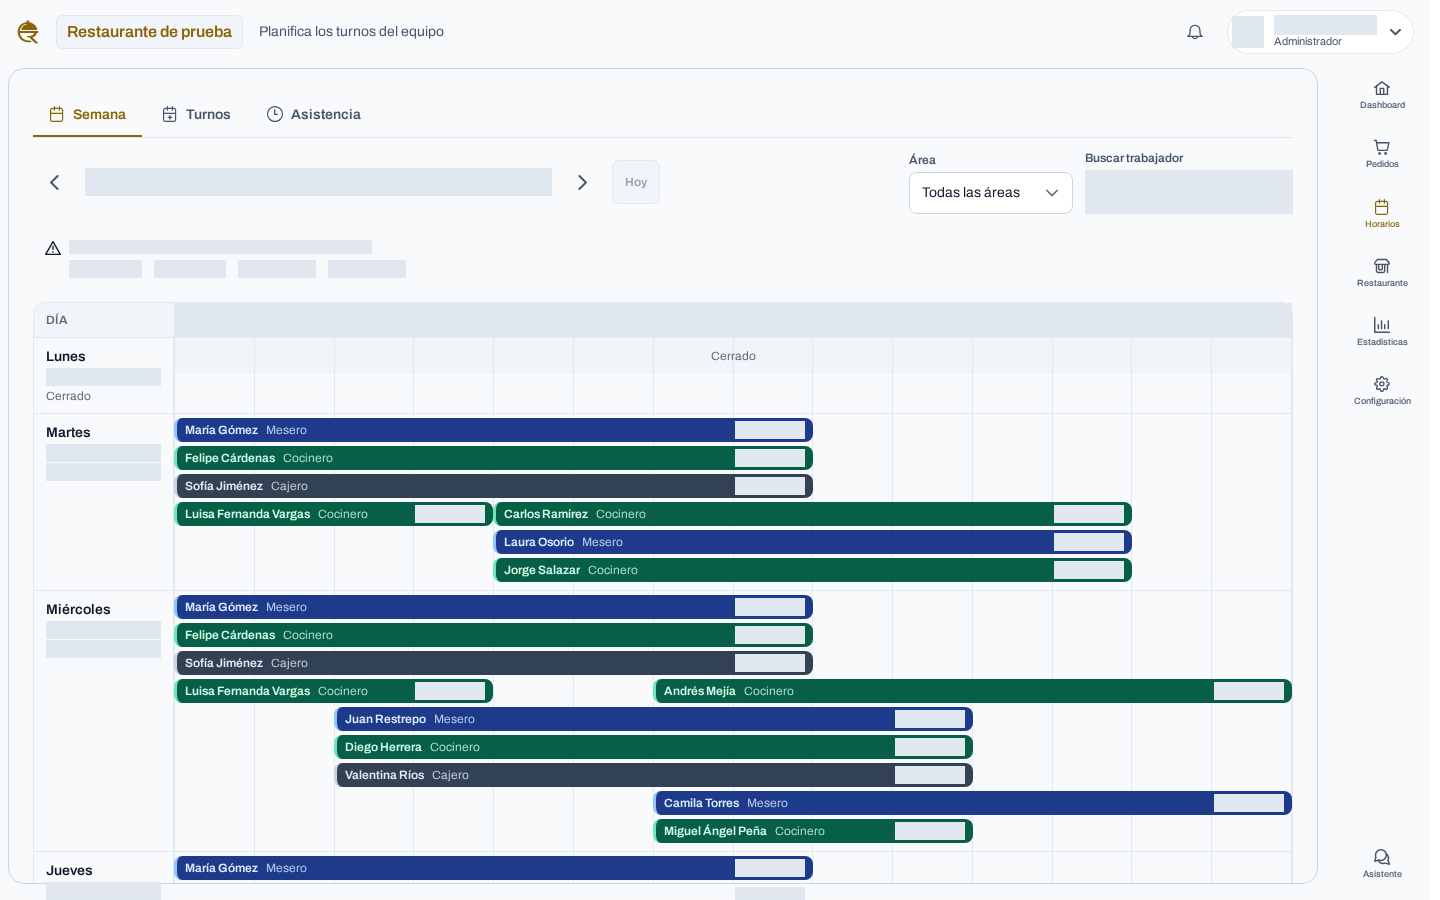 Restaurante de prueba
Planifica los turnos del equipo
Administrador
Semana
Turnos
Asistencia
Hoy
Área
Todas las áreas
Buscar trabajador
Dashboard
Pedidos
Horarios
Restaurante
Estadísticas
Configuración
Asistente
DÍA
Lunes
Cerrado
Cerrado
Martes
María Gómez Mesero
Felipe Cárdenas Cocinero
Sofía Jiménez Cajero
Luisa Fernanda Vargas Cocinero
Carlos Ramírez Cocinero
Laura Osorio Mesero
Jorge Salazar Cocinero
Miércoles
María Gómez Mesero
Felipe Cárdenas Cocinero
Sofía Jiménez Cajero
Luisa Fernanda Vargas Cocinero
Andrés Mejía Cocinero
Juan Restrepo Mesero
Diego Herrera Cocinero
Valentina Ríos Cajero
Camila Torres Mesero
Miguel Ángel Peña Cocinero
Jueves
María Gómez Mesero